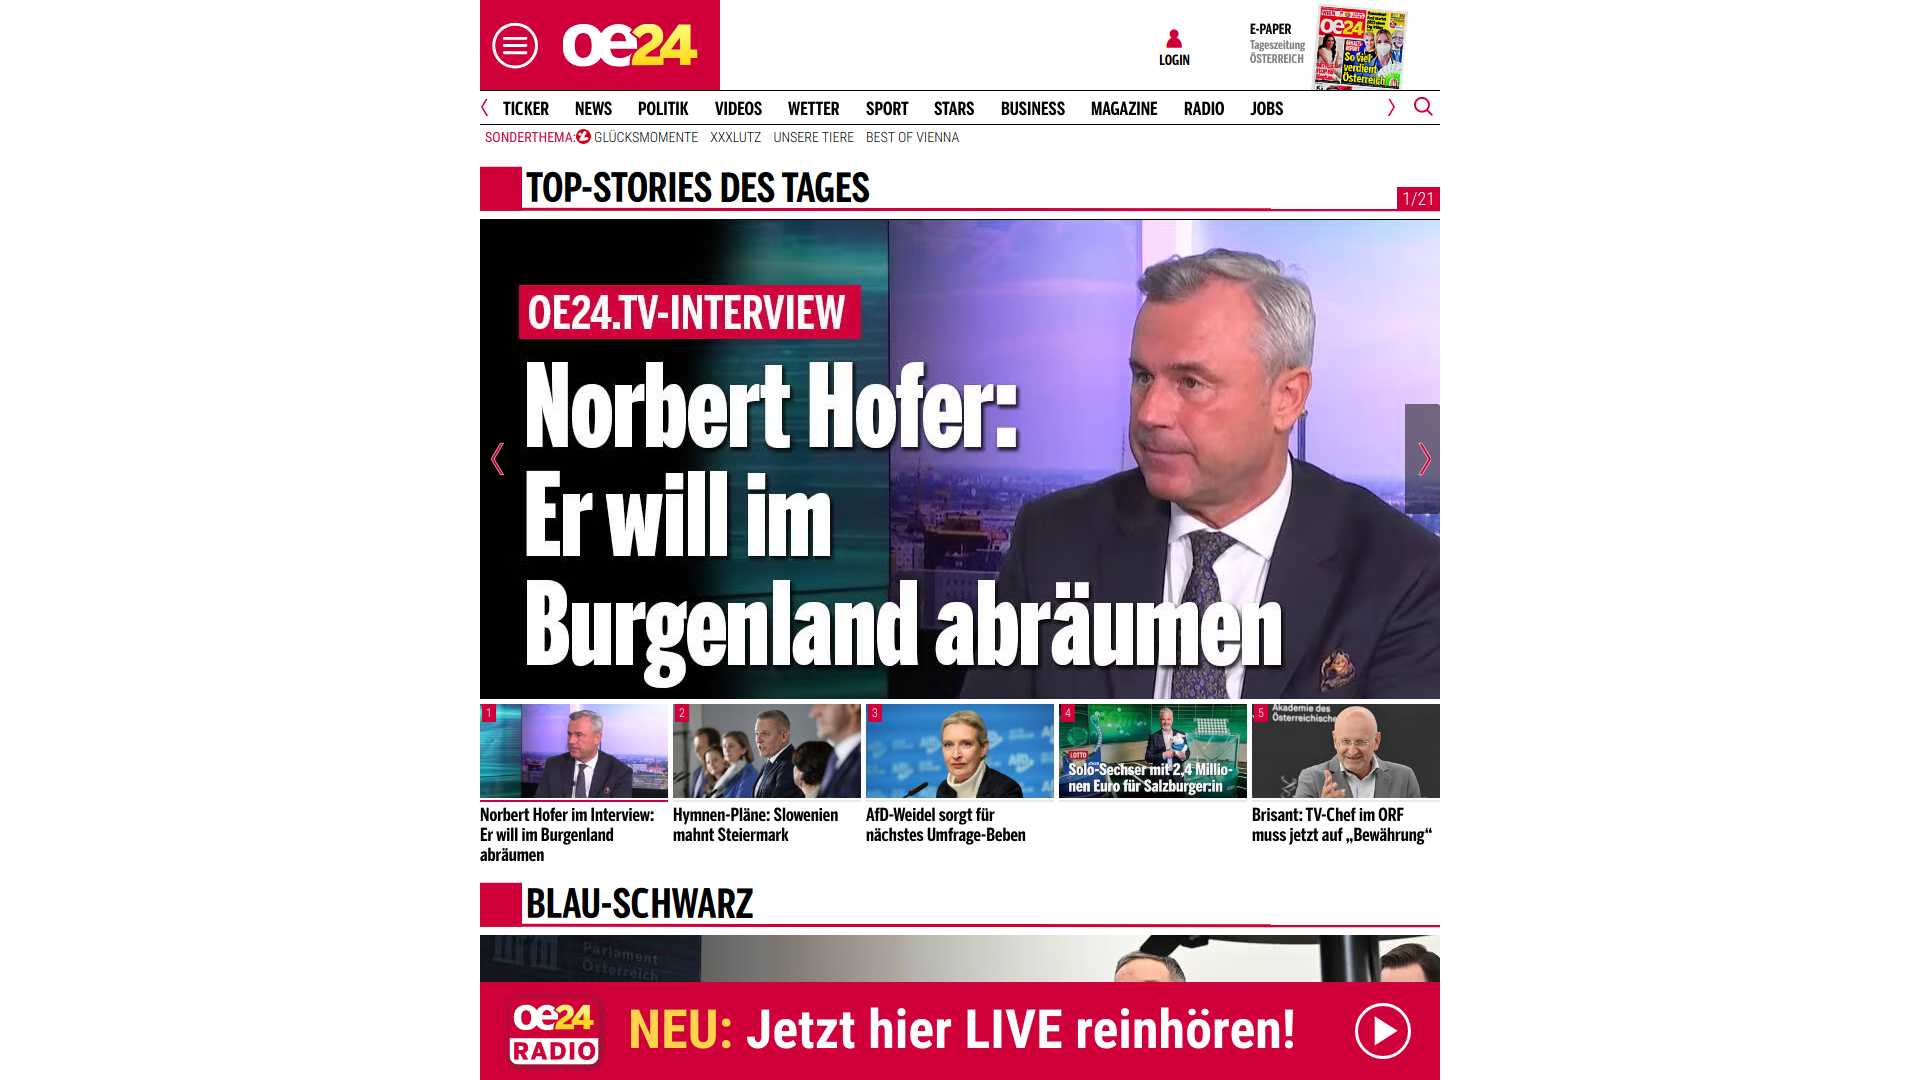 oe24
LOGIN
E-PAPER
Tageszeitung
ÖSTERREICH
oe24
So viel
verdient
Österreich
TICKER NEWS POLITIK VIDEOS WETTER SPORT STARS BUSINESS MAGAZINE RADIO JOBS
SONDERTHEMA: GLÜCKSMOMENTE XXXLUTZ UNSERE TIERE BEST OF VIENNA
TOP-STORIES DES TAGES
1/21
OE24.TV-INTERVIEW
Norbert Hofer:
Er will im
Burgenland abräumen
1
2
3
4
5
AfD
Akademie des
Österreichische
LOTTO
Solo-Sechser mit 2,4 Millio-
nen Euro für Salzburger:in
Norbert Hofer im Interview:
Er will im Burgenland
abräumen
Hymnen-Pläne: Slowenien
mahnt Steiermark
AfD-Weidel sorgt für
nächstes Umfrage-Beben
Brisant: TV-Chef im ORF
muss jetzt auf „Bewährung“
BLAU-SCHWARZ
Parlament
Österreich
oe24
RADIO
NEU: Jetzt hier LIVE reinhören!